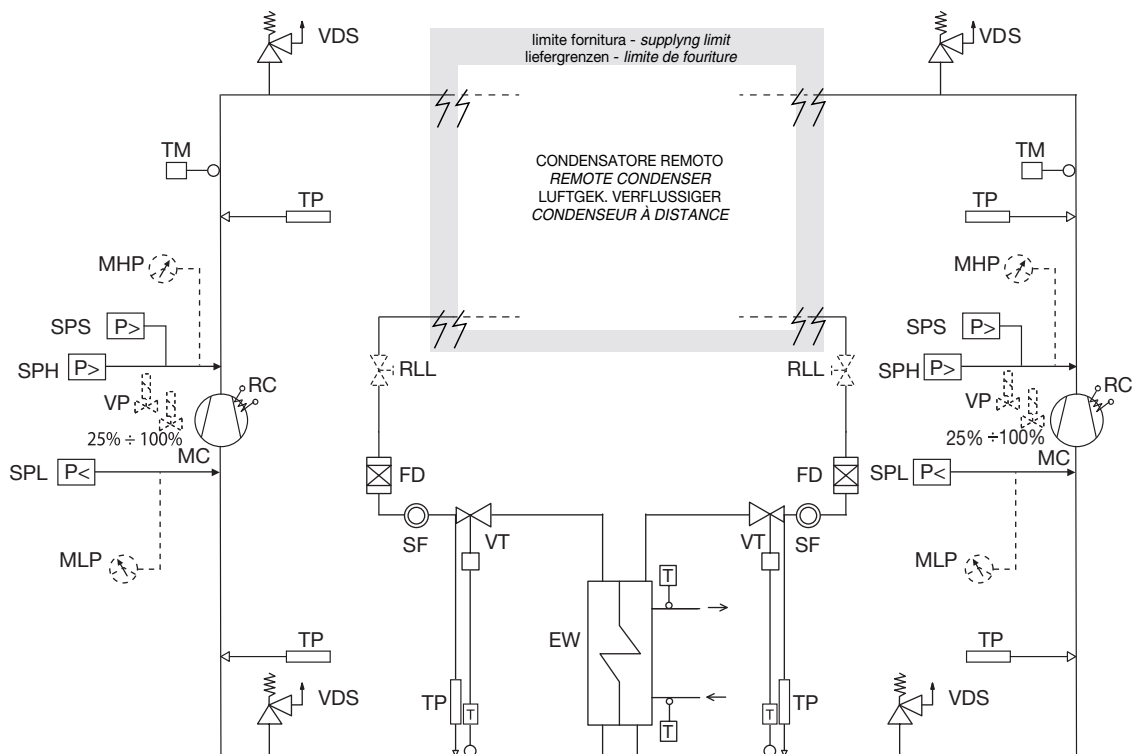 VDS
limite fornitura - supplyng limit
liefergrenzen - limite de fouriture
VDS
TM
CONDENSATORE REMOTO
REMOTE CONDENSER
LUFTGEK. VERFLUSSIGER
CONDENSEUR À DISTANCE
TM
TP
TP
MHP
MHP
SPS P>
SPS P>
SPH P>
RLL
RLL
SPH P>
RC
RC
VP
VP
25% ÷ 100%
25% ÷100%
MC
MC
SPL P<
FD
FD
SPL P<
SF
VT
VT
SF
MLP
MLP
T
T
EW
TP
TP
VDS
TP
T
T
T
TP
VDS